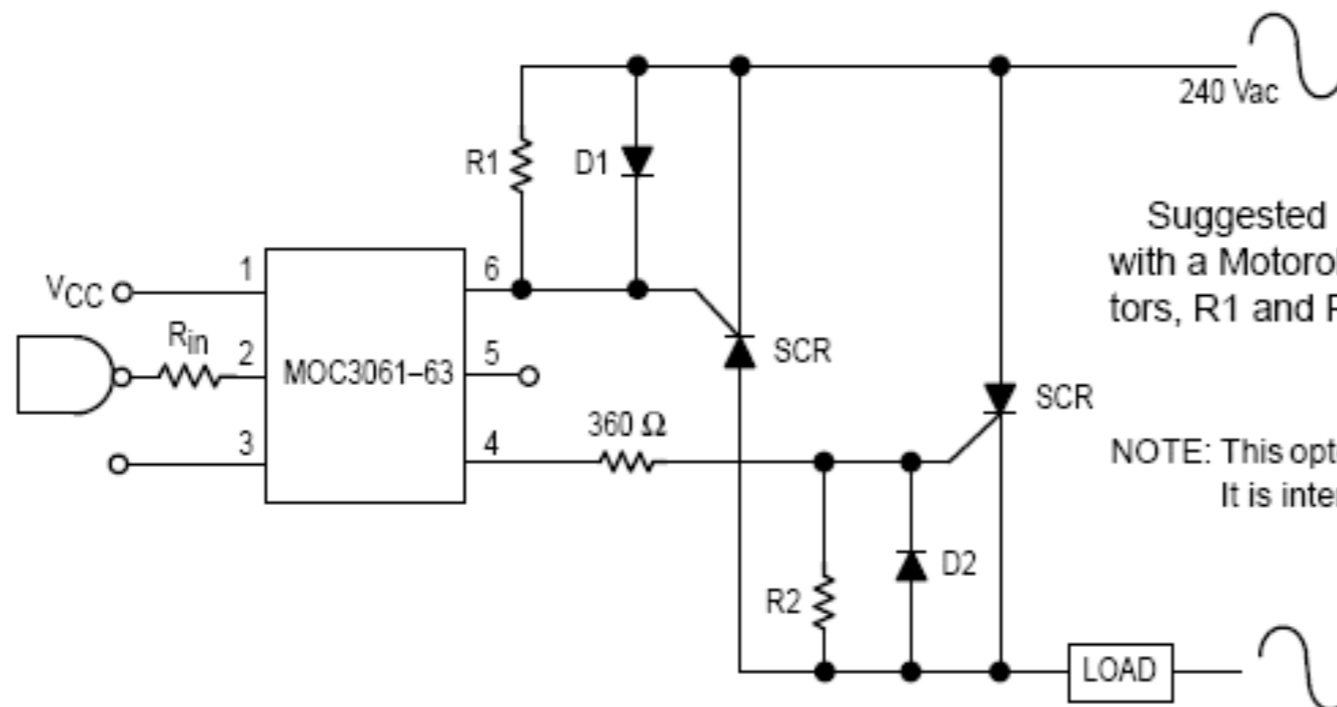 240 Vac
R1
D1
Suggested
with a Motorol
tors, R1 and
VCC
1
6
Rin
2
MOC3061–63
5
SCR
SCR
3
4
360 Ω
NOTE: This opt
It is inter
D2
R2
LOAD